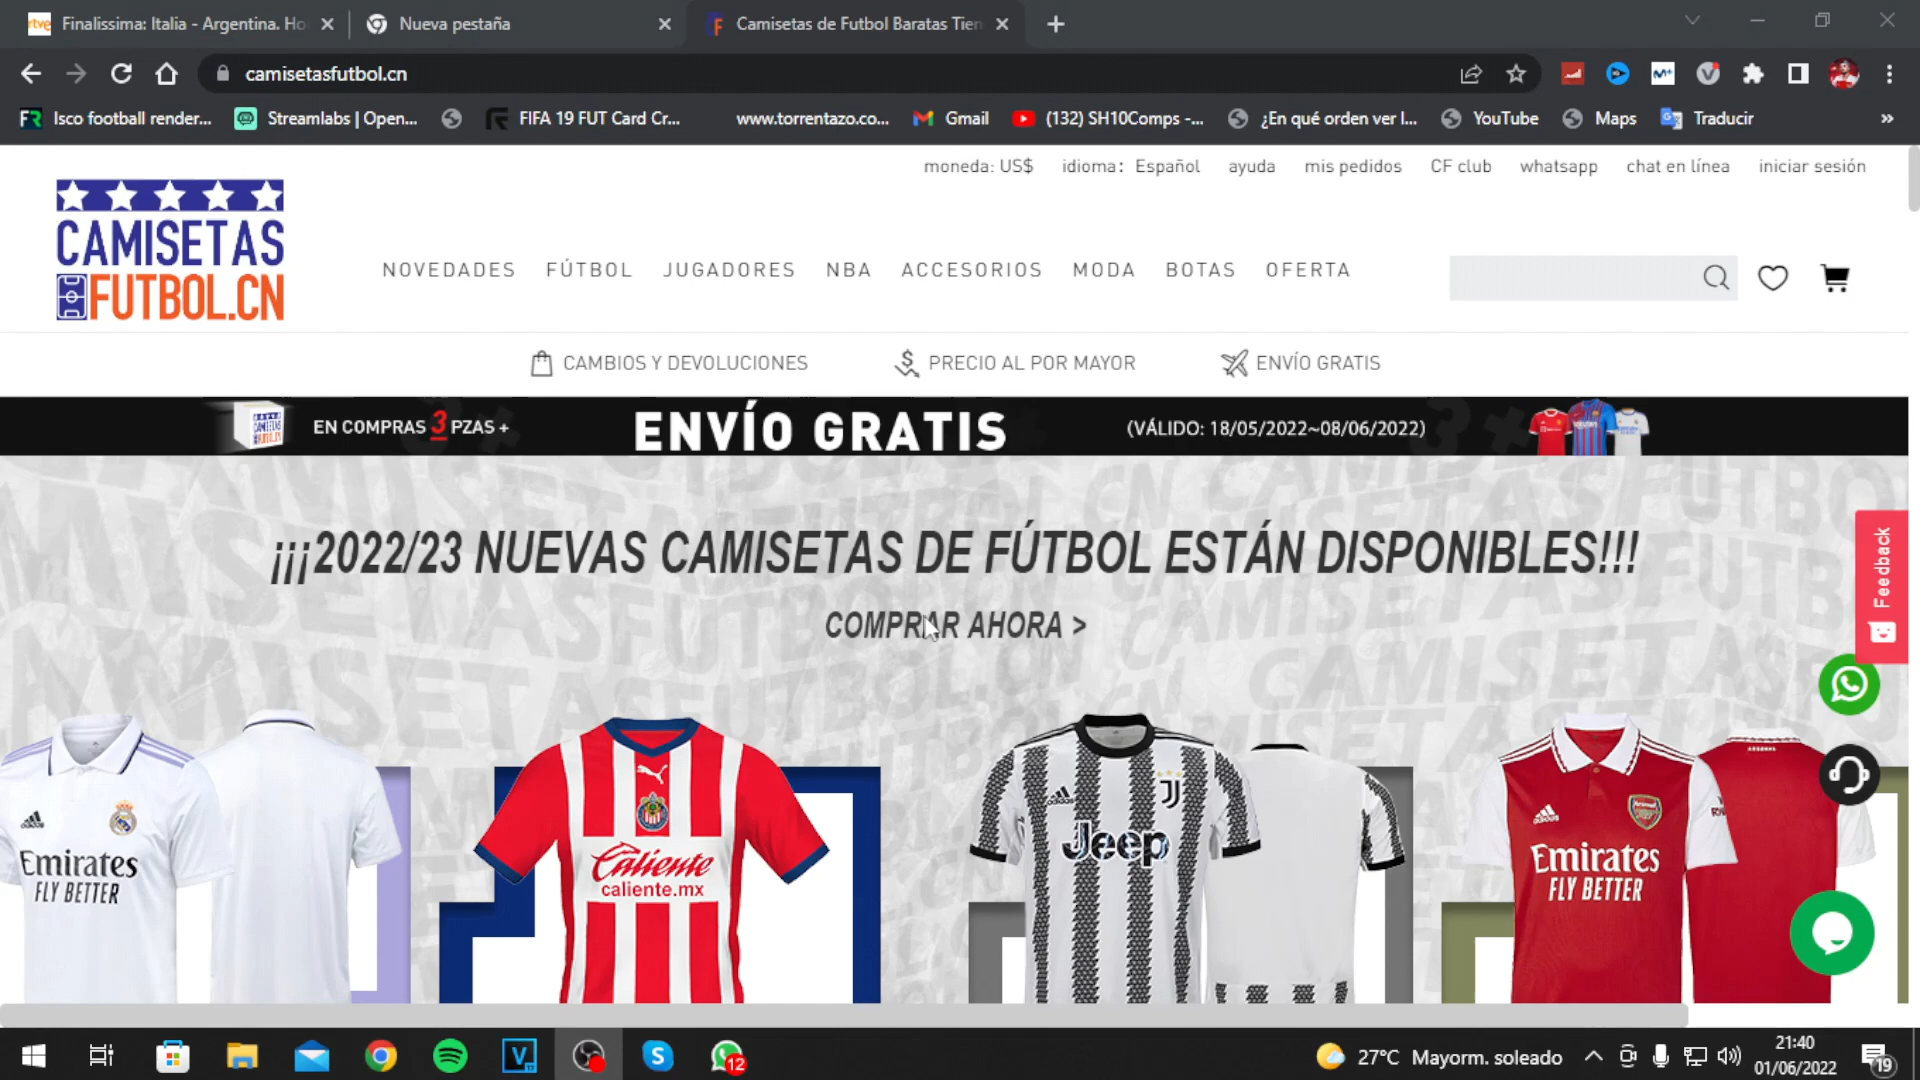 Finalissima: Italia - Argentina. Ho
Nueva pestaña
Camisetas de Futbol Baratas Tien
camisetasfutbol.cn
Isco football render...
Streamlabs | Open...
FIFA 19 FUT Card Cr...
www.torrentazo.co...
Gmail
(132) SH10Comps -...
¿En qué orden ver l...
YouTube
Maps
Traducir
»
moneda: US$ idioma: Español ayuda mis pedidos CF club whatsapp chat en línea iniciar sesión
CAMISETAS
FUTBOL.CN
NOVEDADES FÚTBOL JUGADORES NBA ACCESORIOS MODA BOTAS OFERTA
CAMBIOS Y DEVOLUCIONES
PRECIO AL POR MAYOR
ENVÍO GRATIS
EN COMPRAS 3 PZAS +
ENVÍO GRATIS
(VÁLIDO: 18/05/2022~08/06/2022)
¡¡¡2022/23 NUEVAS CAMISETAS DE FÚTBOL ESTÁN DISPONIBLES!!!
COMPRAR AHORA >
Feedback
Emirates
FLY BETTER
Caliente
caliente.mx
Jeep
Emirates
FLY BETTER
12
27°C Mayorm. soleado
21:40
01/06/2022
19